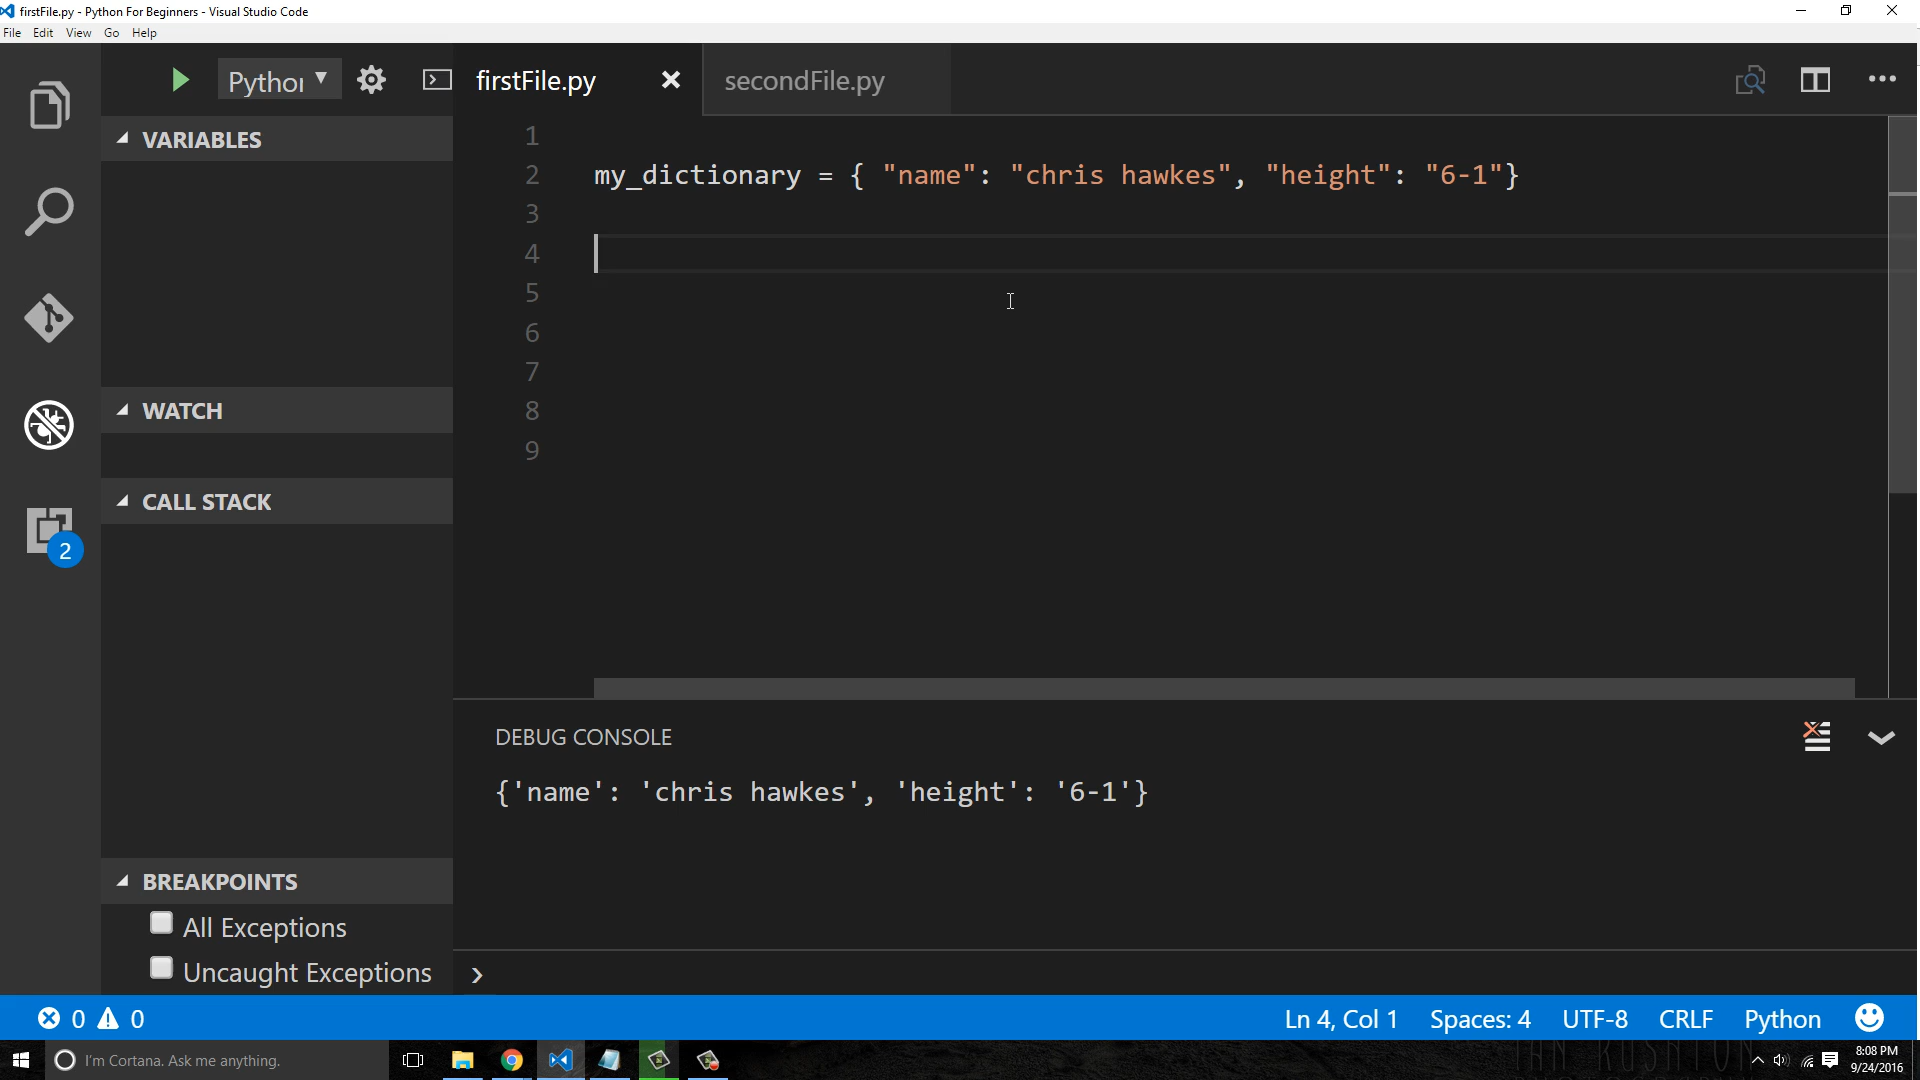 firstFile.py - Python For Beginners - Visual Studio Code
File Edit View Go Help
Pythor
firstFile.py
secondFile.py
VARIABLES
1
2 my_dictionary = { "name": "chris hawkes", "height": "6-1"}
3
4
5
6
7
8
9
WATCH
CALL STACK
2
DEBUG CONSOLE
{'name': 'chris hawkes', 'height': '6-1'}
BREAKPOINTS
All Exceptions
Uncaught Exceptions
0 0 Ln 4, Col 1 Spaces: 4 UTF-8 CRLF Python
I'm Cortana. Ask me anything.
8:08 PM
9/24/2016